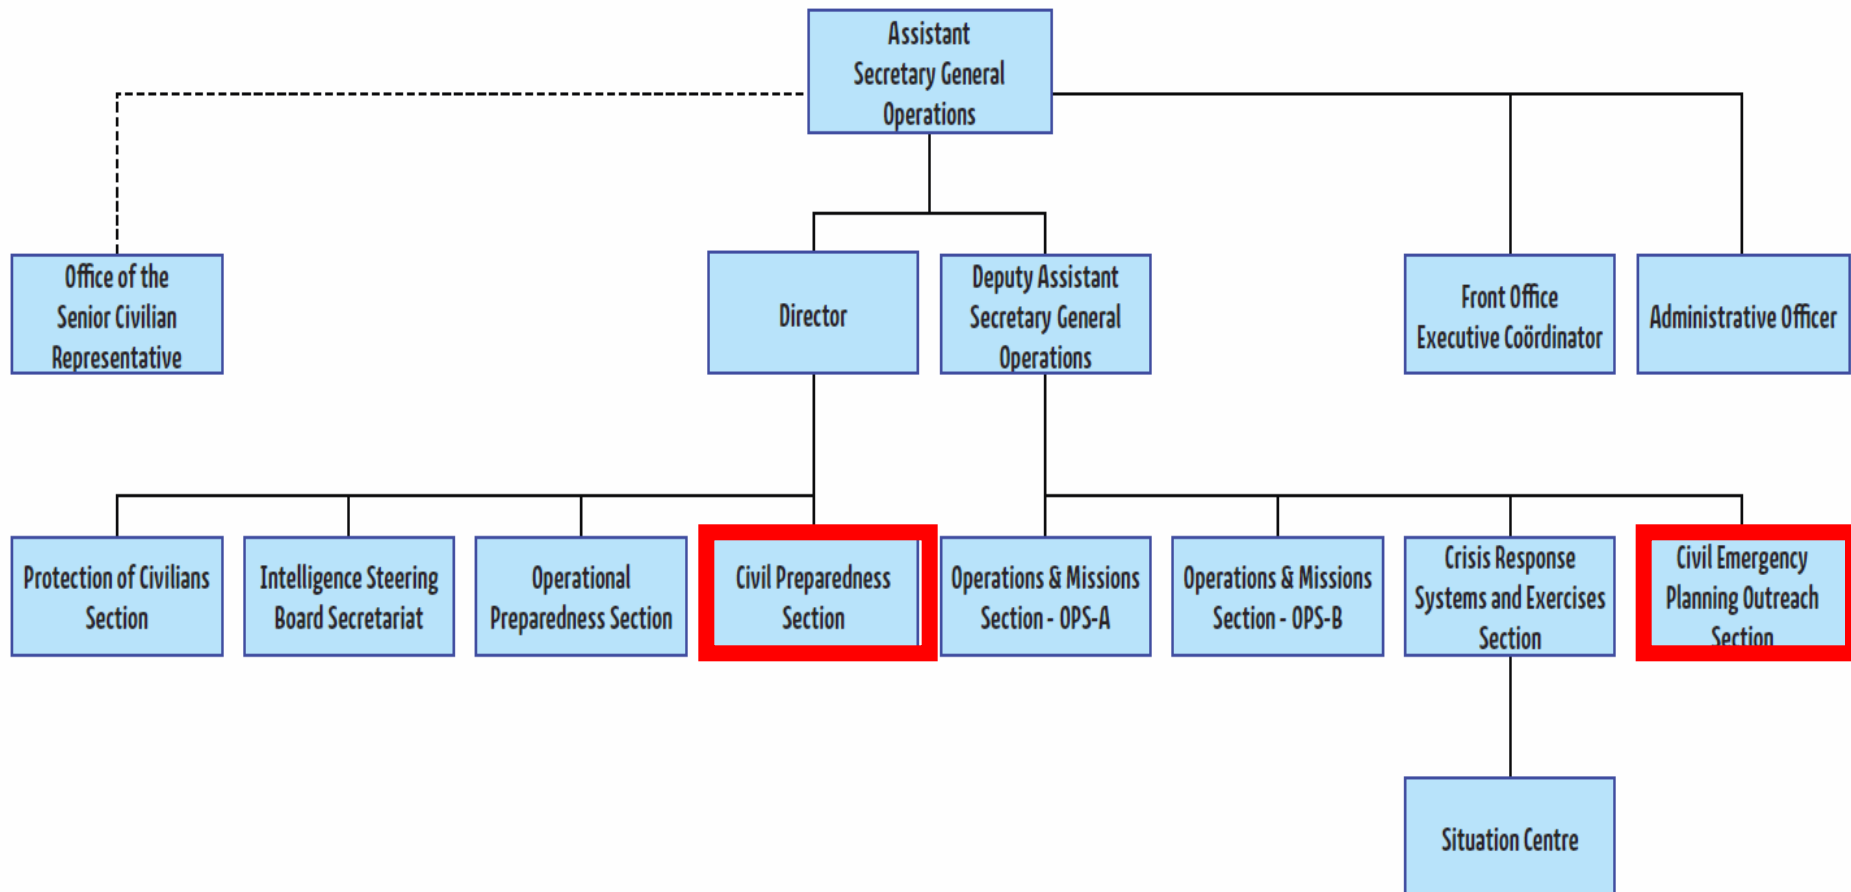 Assistant
Secretary General
Operations
Office of the
Senior Civilian
Representative
Director
Deputy Assistant
Secretary General
Operations
Front Office
Executive Coördinator
Administrative Officer
Protection of Civilians
Section
Intelligence Steering
Board Secretariat
Operational
Preparedness Section
Civil Preparedness
Section
Operations & Missions
Section - OPS-A
Operations & Missions
Section - OPS-B
Crisis Response
Systems and Exercises
Section
Civil Emergency
Planning Outreach
Section
Situation Centre